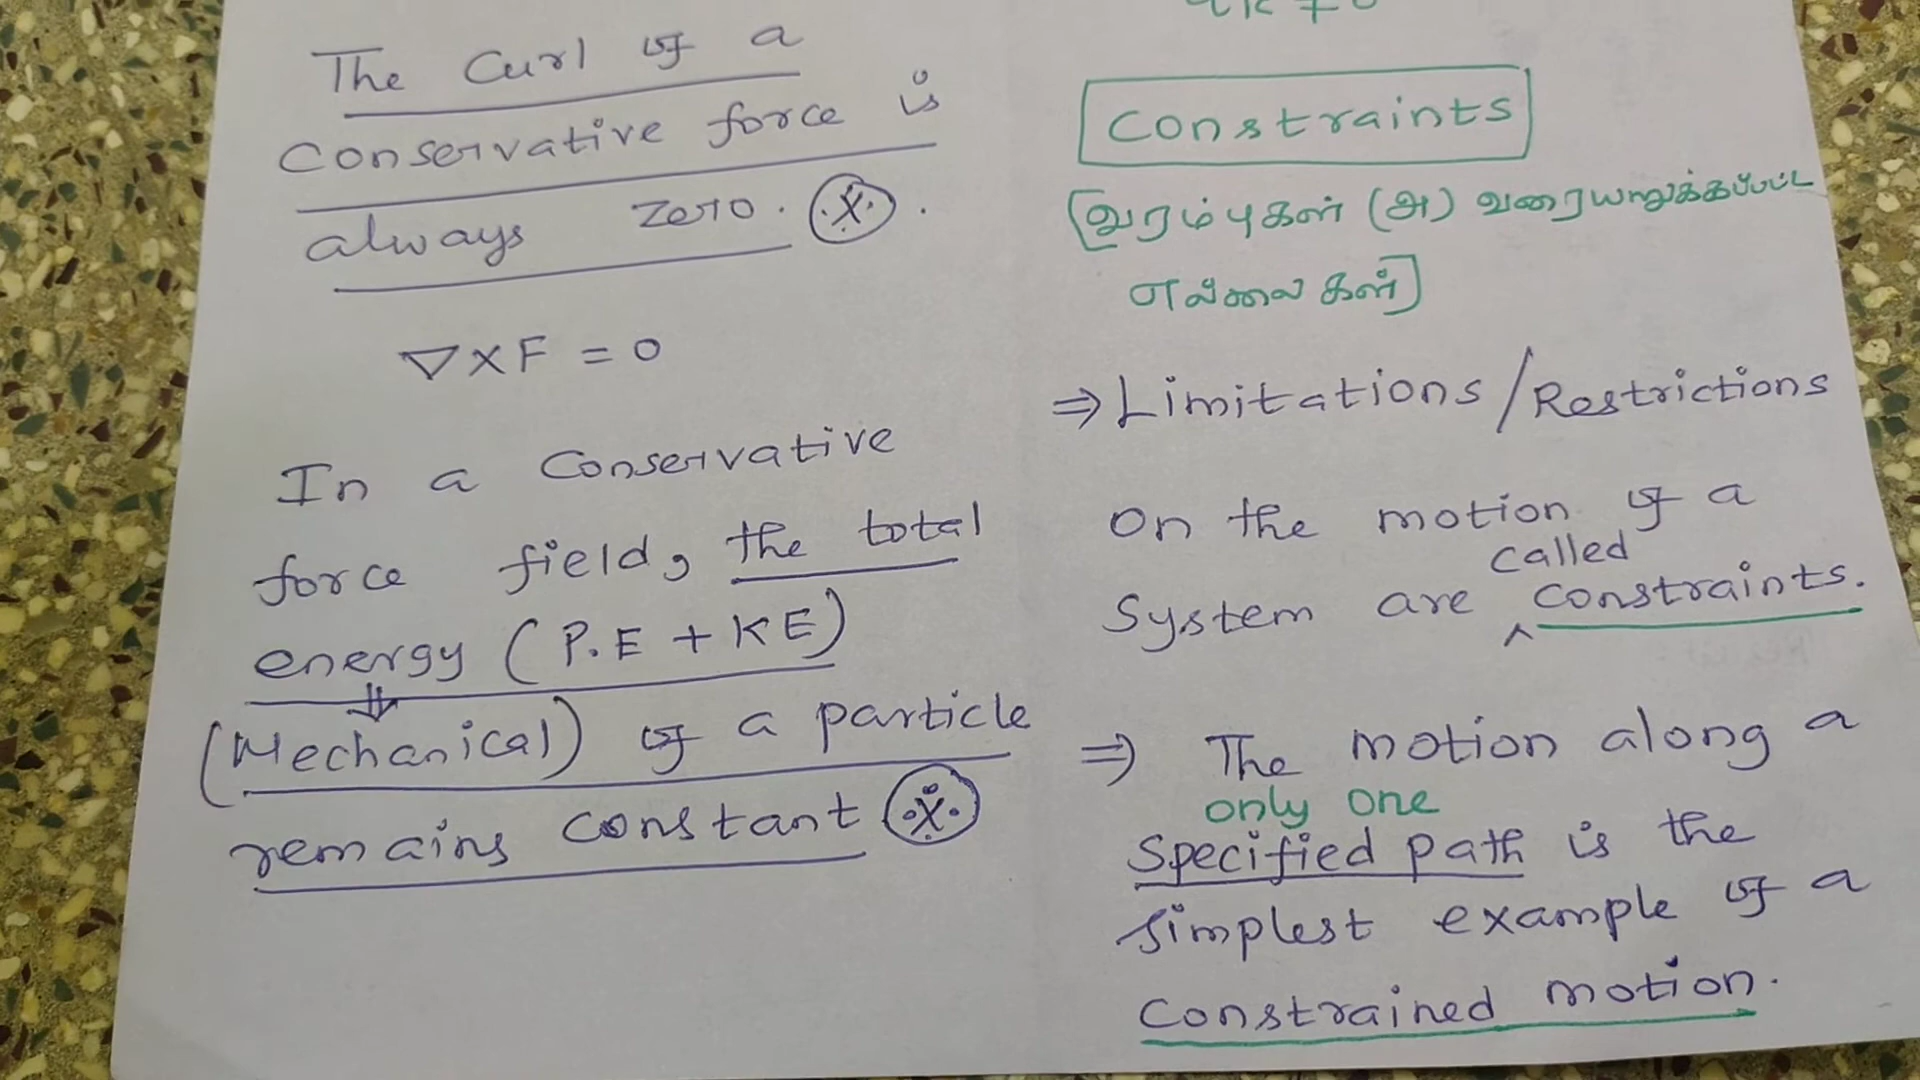 The Curl of a
Conservative force is
always zero.
∇ X F = 0
In a Conservative
force field, the total
energy (P.E + KE)
⇓
(Mechanical) of a particle
remains constant
Constraints
[வரம்புகள் (அ) வரையறுக்கப்பட்ட
எல்லைகள்]
⇒ Limitations / Restrictions
On the motion of a
called
System are ^ constraints.
⇒ The motion along a
only one
Specified path is the
simplest example of a
Constrained motion.